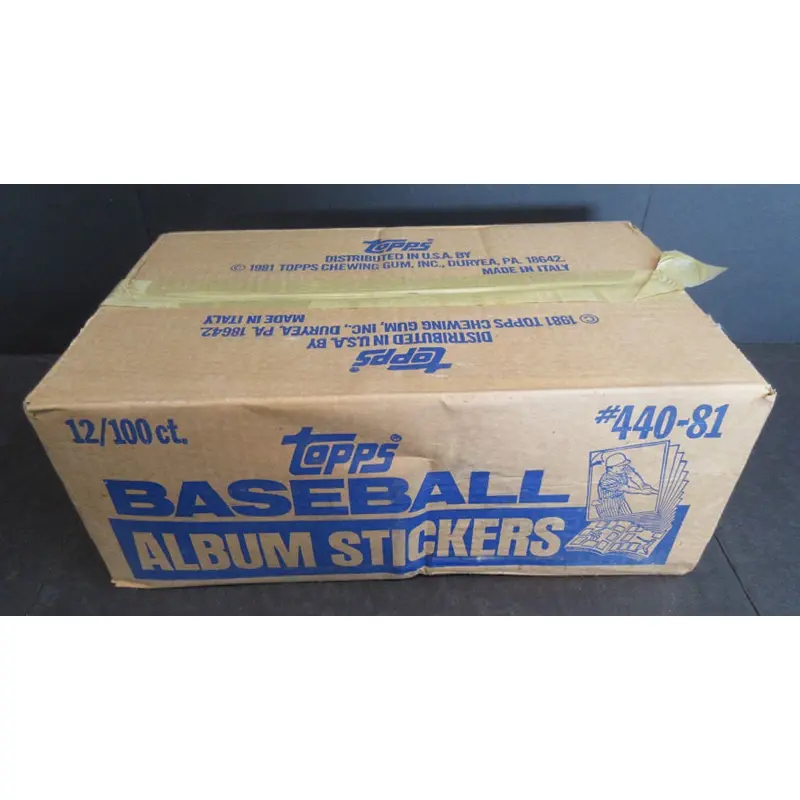 Topps
DISTRIBUTED IN U.S.A. BY
© 1981 TOPPS CHEWING GUM, INC., DURYEA, PA. 18642.
MADE IN ITALY
Topps
DISTRIBUTED IN U.S.A. BY
© 1981 TOPPS CHEWING GUM, INC., DURYEA, PA. 18642.
MADE IN ITALY
12/100 ct.
#440-81
Topps
BASEBALL
ALBUM STICKERS